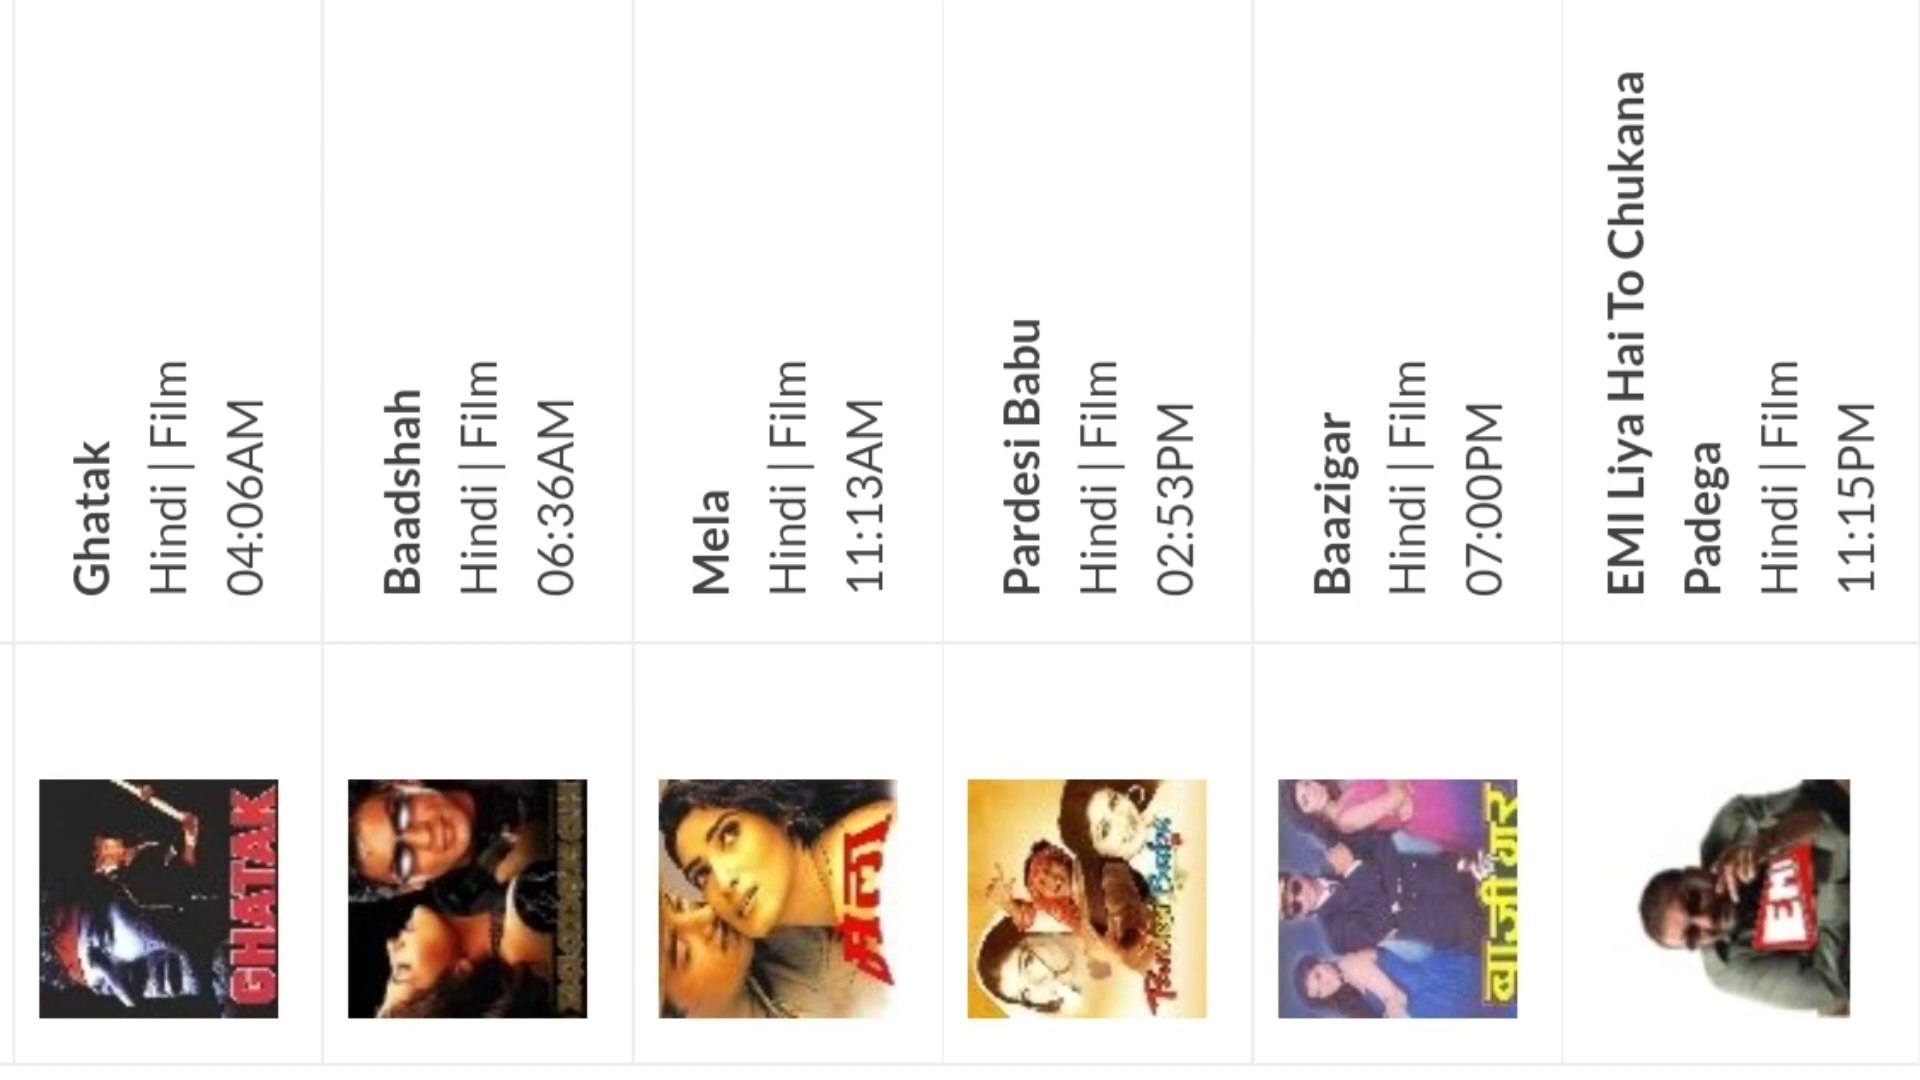 GHATAK
Ghatak
Hindi | Film
04:06AM
Baadshah
Hindi | Film
06:36AM
मेला
Mela
Hindi | Film
11:13AM
Pardesi Babu
Pardesi Babu
Hindi | Film
02:53PM
बाजीगर
Baazigar
Hindi | Film
07:00PM
EMI
EMI Liya Hai To Chukana
Padega
Hindi | Film
11:15PM